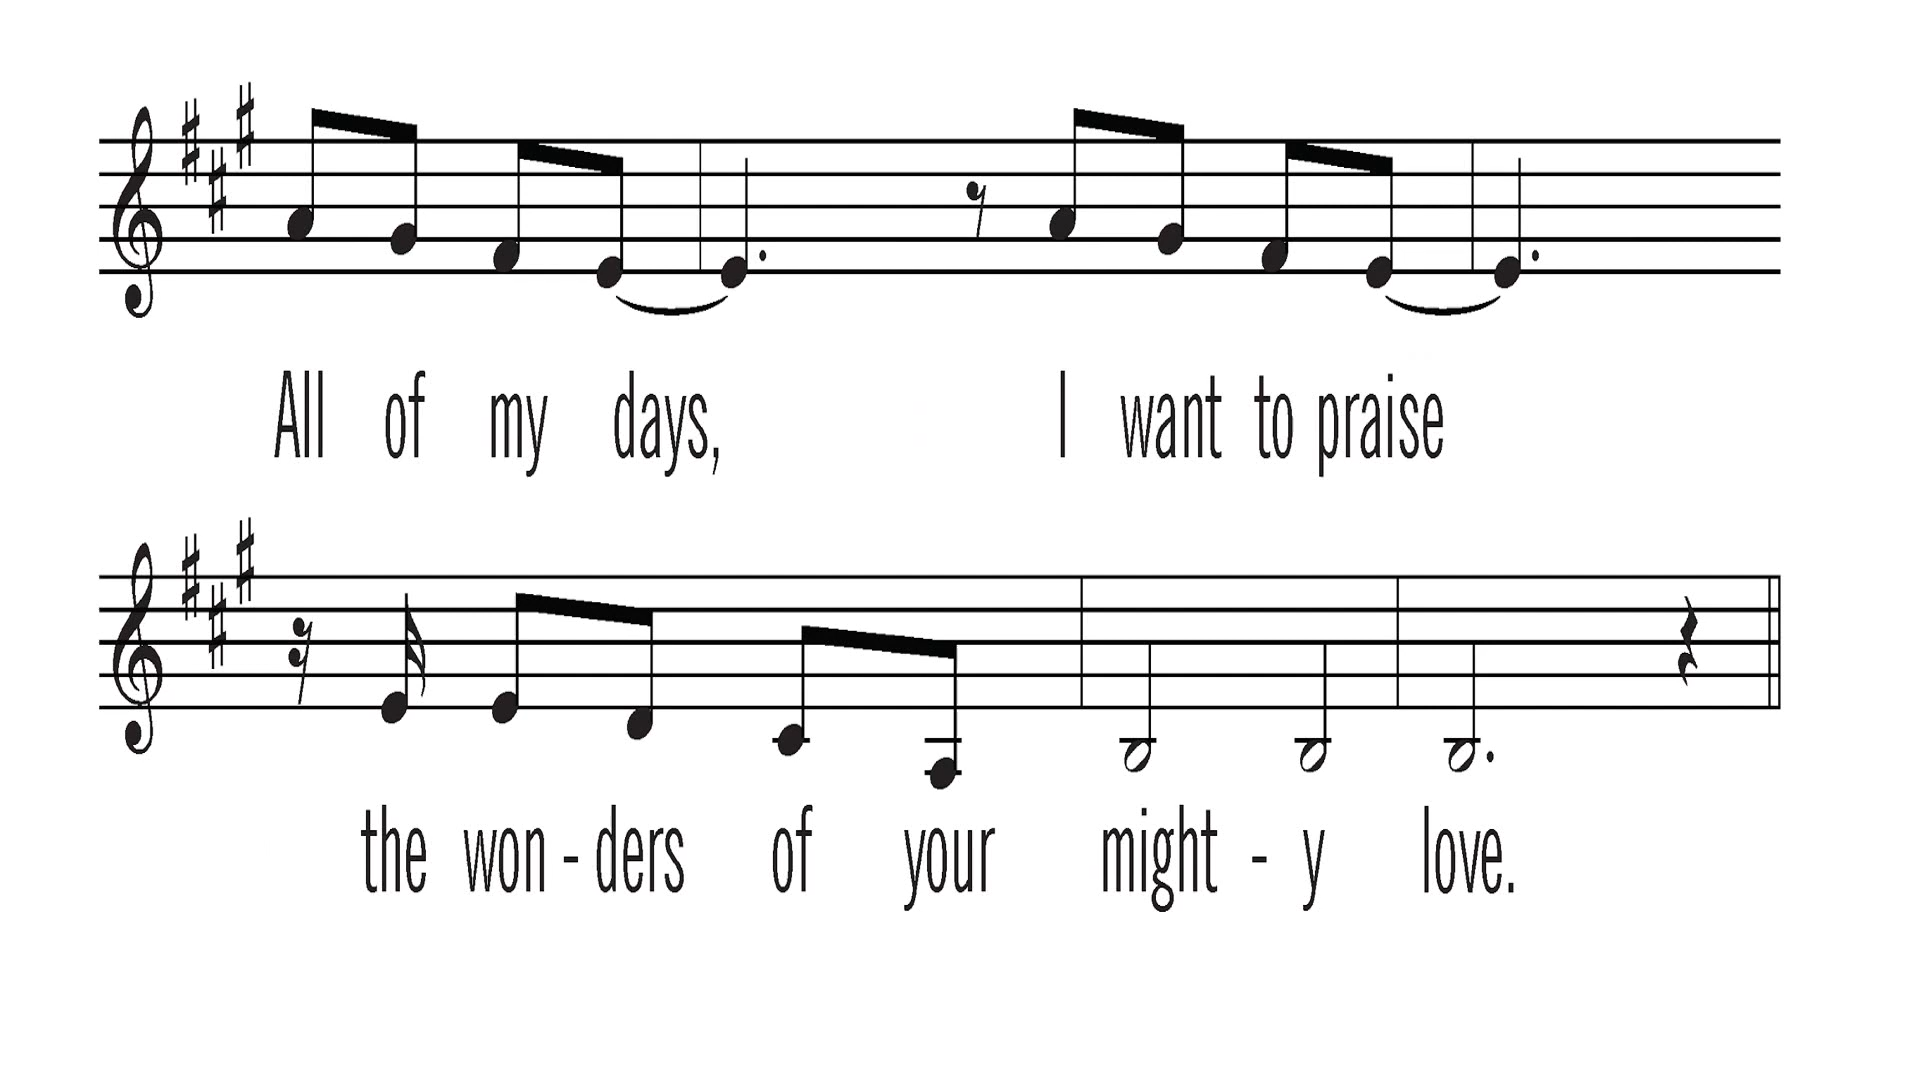 All of my days, I want to praise
the won - ders of your might - y love.